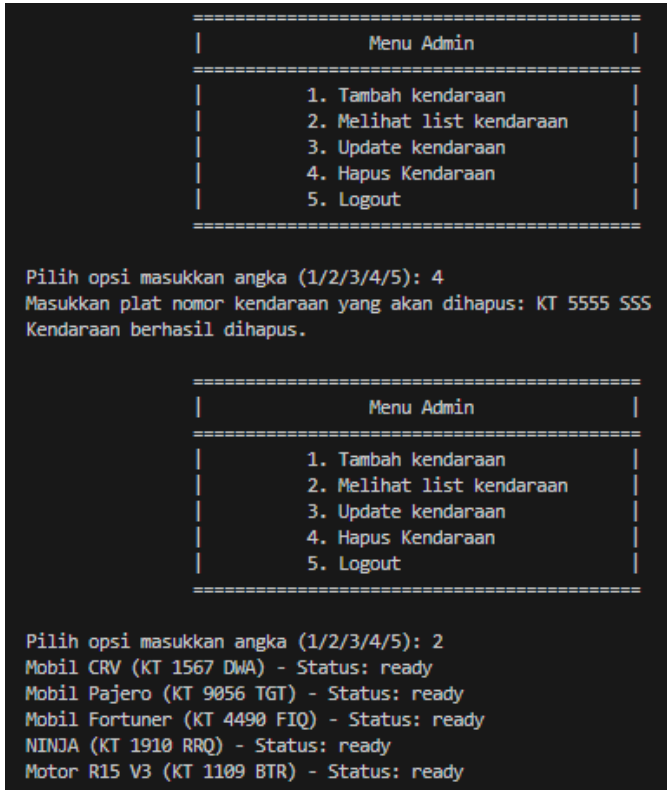 ===========================================
| Menu Admin |
===========================================
| 1. Tambah kendaraan |
| 2. Melihat list kendaraan |
| 3. Update kendaraan |
| 4. Hapus Kendaraan |
| 5. Logout |
===========================================
Pilih opsi masukkan angka (1/2/3/4/5): 4
Masukkan plat nomor kendaraan yang akan dihapus: KT 5555 SSS
Kendaraan berhasil dihapus.
===========================================
| Menu Admin |
===========================================
| 1. Tambah kendaraan |
| 2. Melihat list kendaraan |
| 3. Update kendaraan |
| 4. Hapus Kendaraan |
| 5. Logout |
===========================================
Pilih opsi masukkan angka (1/2/3/4/5): 2
Mobil CRV (KT 1567 DWA) - Status: ready
Mobil Pajero (KT 9056 TGT) - Status: ready
Mobil Fortuner (KT 4490 FIQ) - Status: ready
NINJA (KT 1910 RRQ) - Status: ready
Motor R15 V3 (KT 1109 BTR) - Status: ready